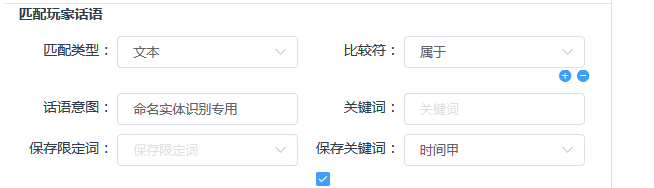 匹配玩家话语
匹配类型： 文本 比较符： 属于
话语意图： 命名实体识别专用 关键词： 关键词
保存限定词： 保存限定词 保存关键词： 时间甲